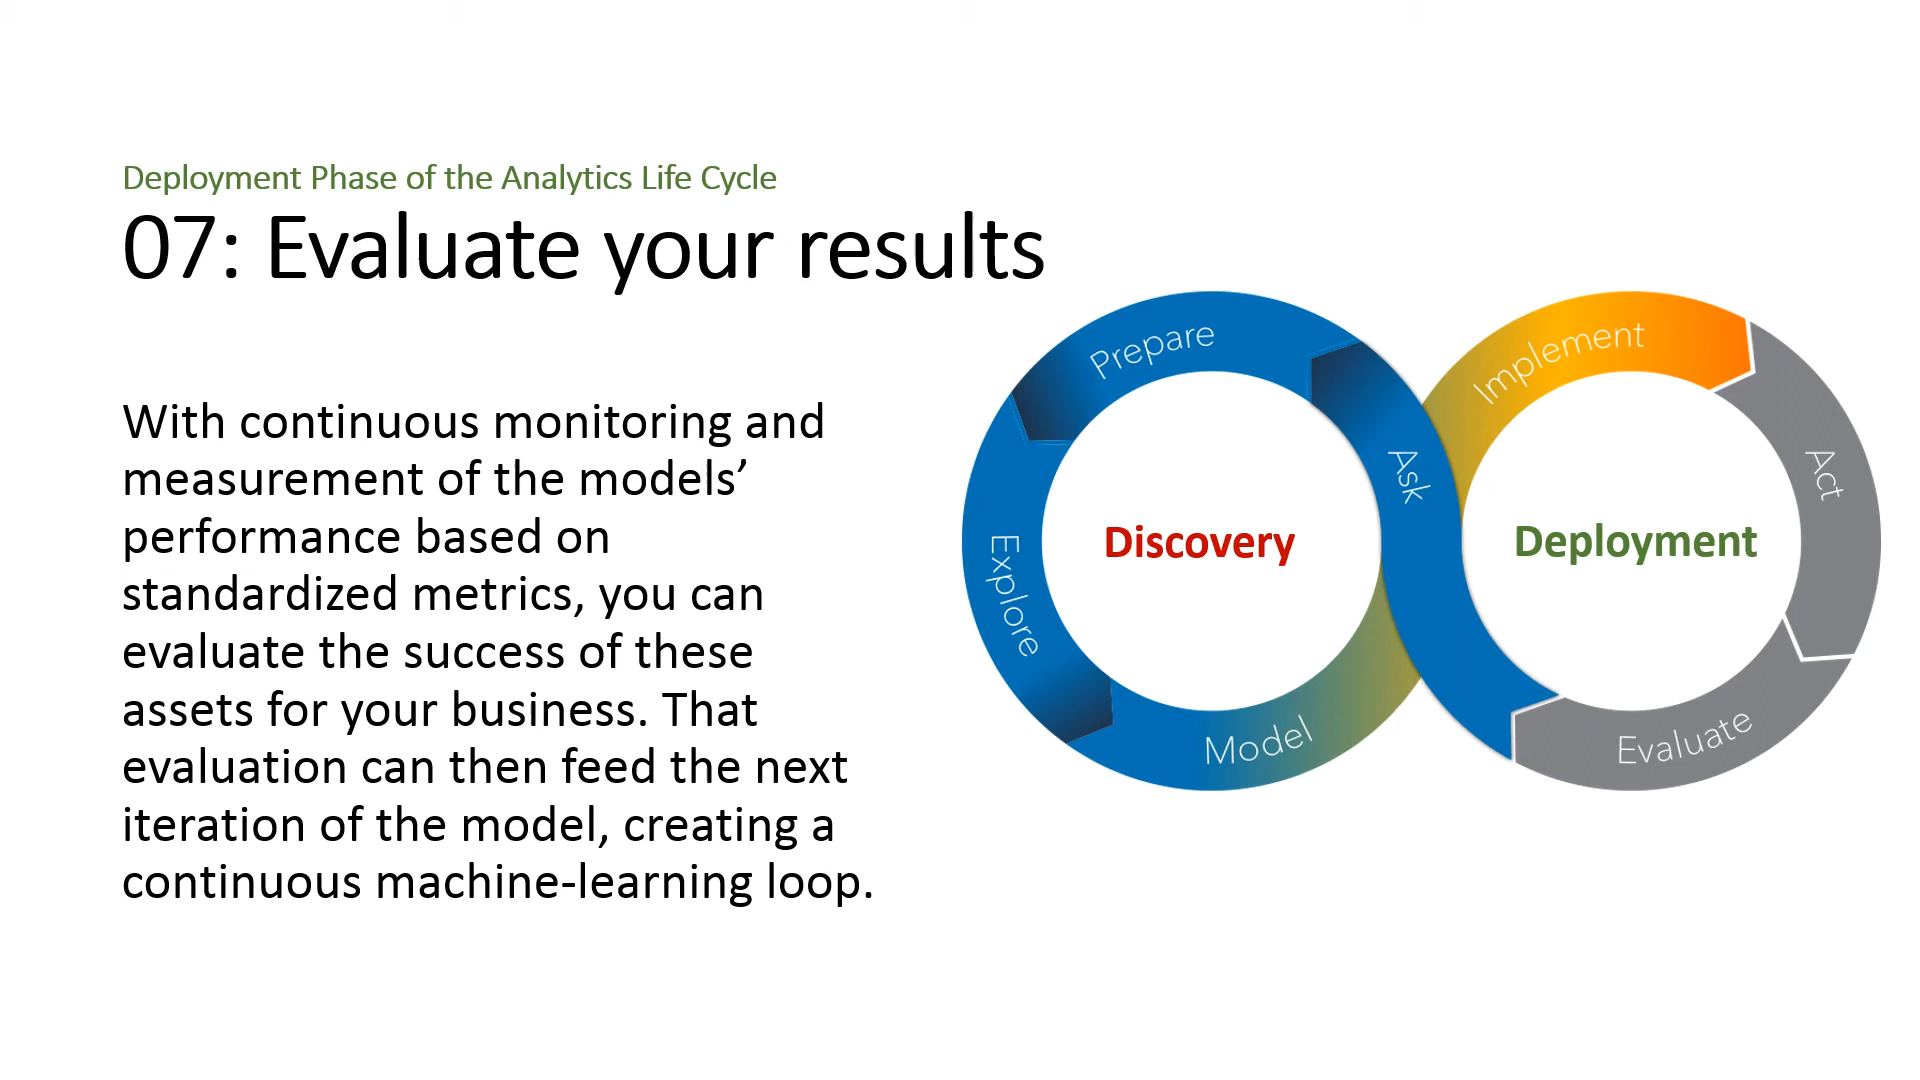 Deployment Phase of the Analytics Life Cycle
07: Evaluate your results
With continuous monitoring and
measurement of the models’
performance based on
standardized metrics, you can
evaluate the success of these
assets for your business. That
evaluation can then feed the next
iteration of the model, creating a
continuous machine-learning loop.
Prepare
Explore
Model
Ask
Discovery
Implement
Act
Evaluate
Deployment